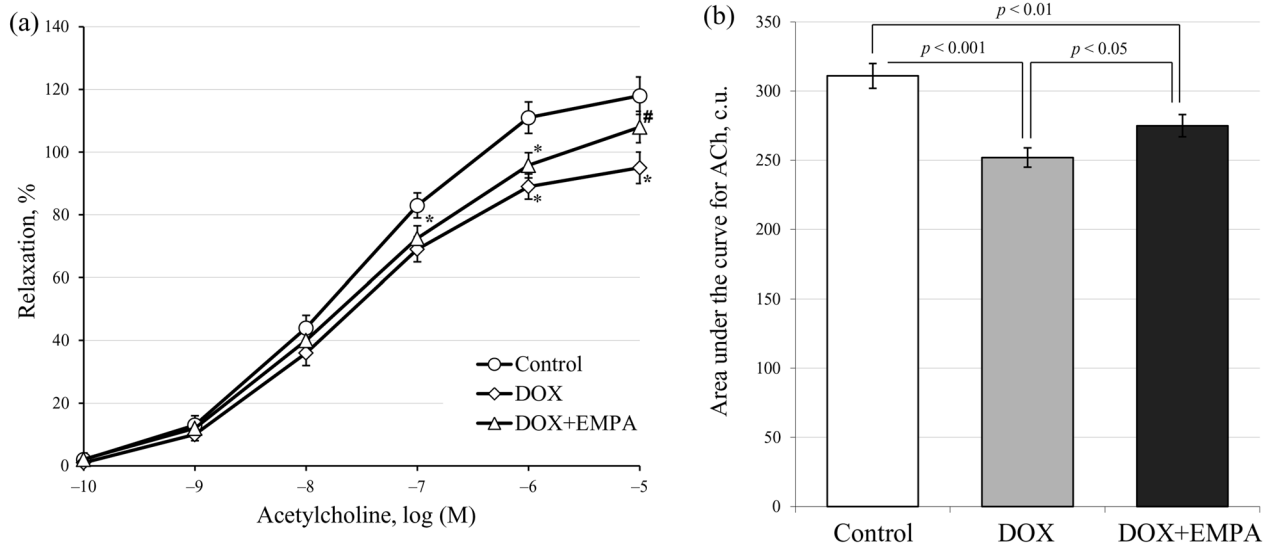 (a)
140
120
100
80
60
40
20
0
Relaxation, %
–10
–9
–8
–7
–6
–5
Acetylcholine, log (M)
*
*
*
#
*
Control
DOX
DOX+EMPA
(b)
350
300
250
200
150
100
50
0
Area under the curve for ACh, c.u.
p < 0.01
p < 0.001
p < 0.05
Control
DOX
DOX+EMPA